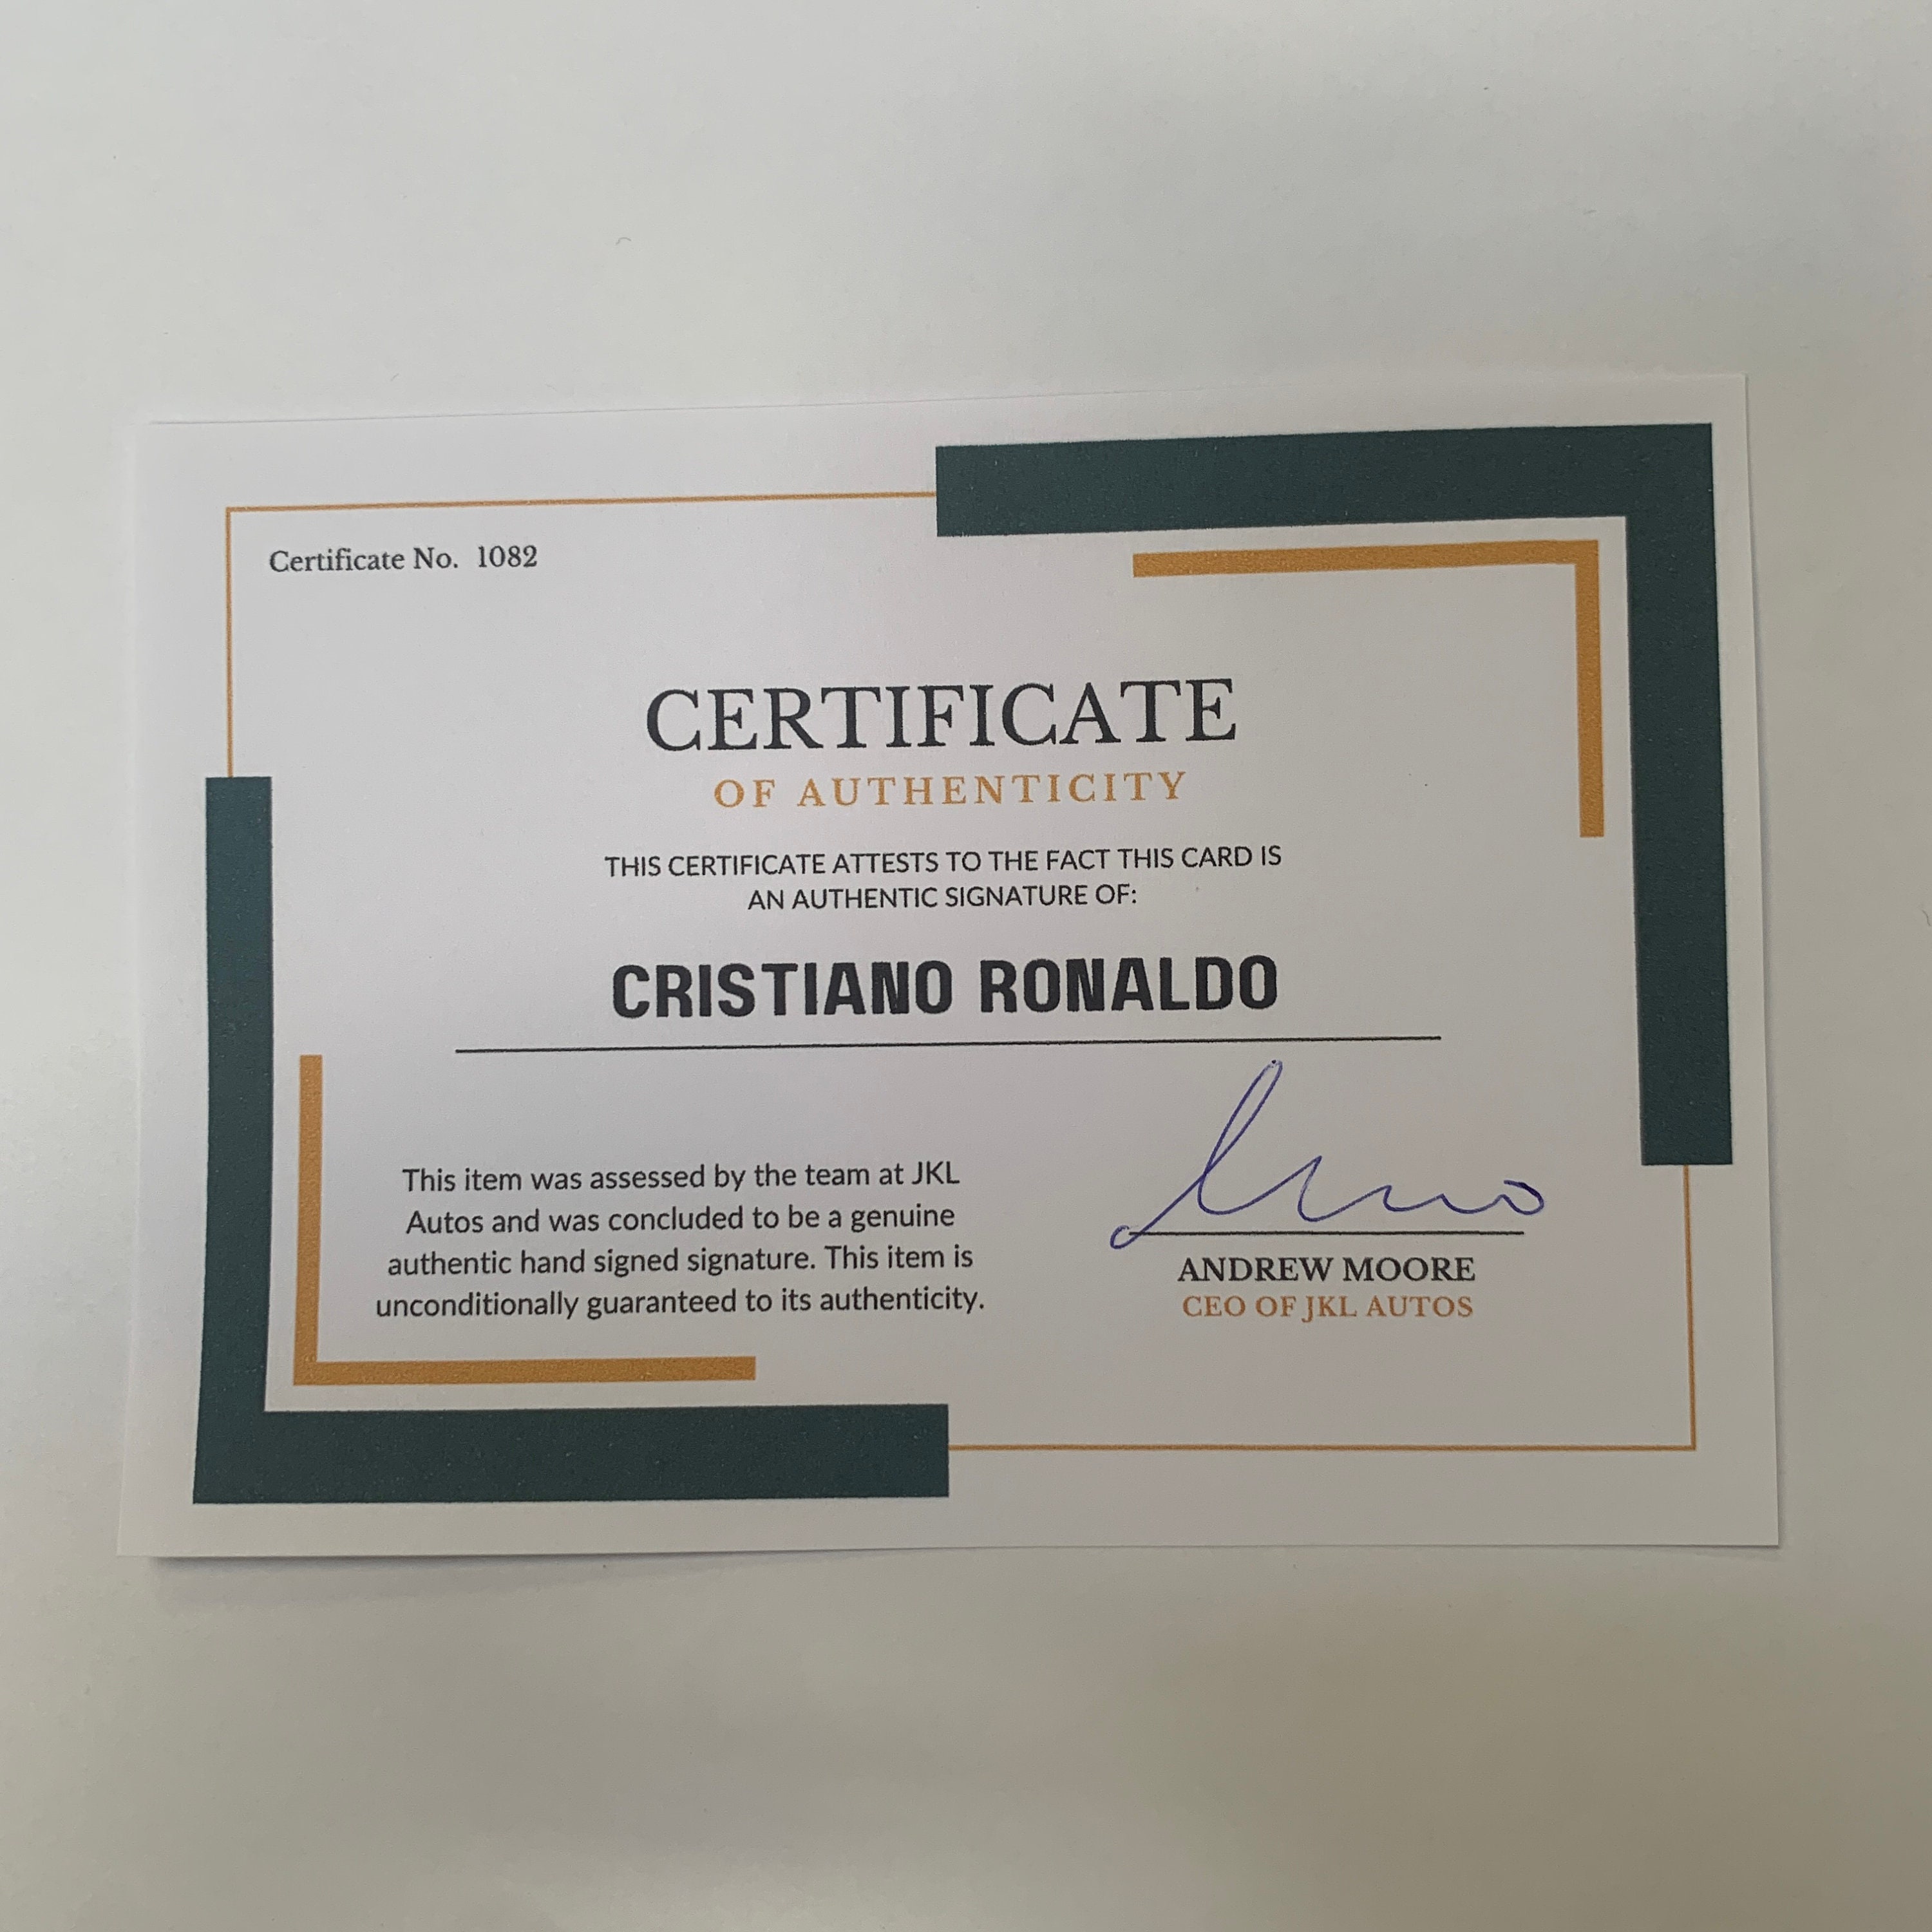 Certificate No. 1082
CERTIFICATE
OF AUTHENTICITY
THIS CERTIFICATE ATTESTS TO THE FACT THIS CARD IS
AN AUTHENTIC SIGNATURE OF:
CRISTIANO RONALDO
This item was assessed by the team at JKL
Autos and was concluded to be a genuine
authentic hand signed signature. This item is
unconditionally guaranteed to its authenticity.
ANDREW MOORE
CEO OF JKL AUTOS